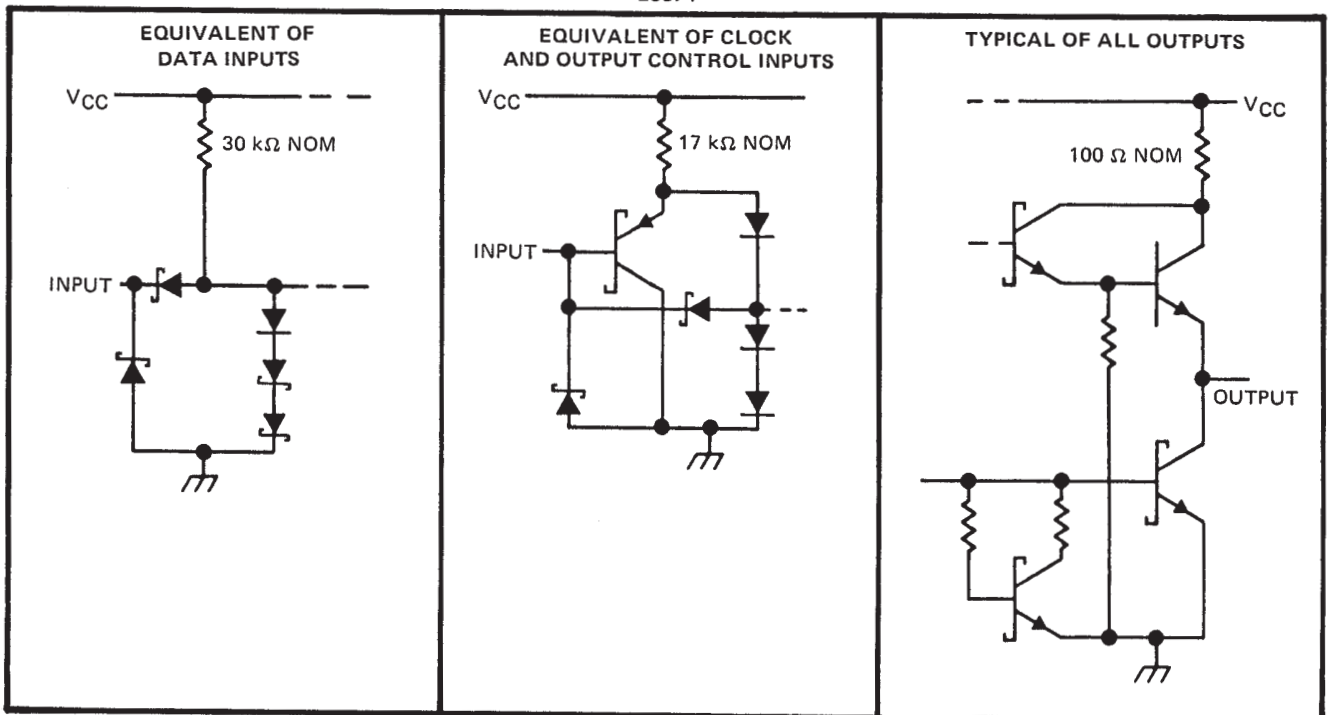 EQUIVALENT OF
DATA INPUTS
VCC
30 kΩ NOM
INPUT
EQUIVALENT OF CLOCK
AND OUTPUT CONTROL INPUTS
VCC
17 kΩ NOM
INPUT
TYPICAL OF ALL OUTPUTS
VCC
100 Ω NOM
OUTPUT